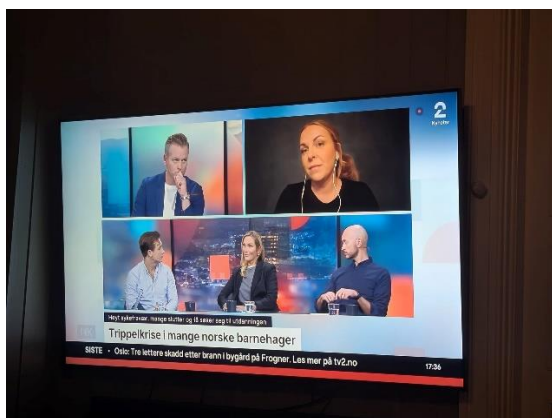 2
Nyheter
Høyt sykefravær, mange slutter og få søker seg til utdanningen
Trippelkrise i mange norske barnehager
SISTE • Oslo: Tre lettere skadd etter brann i bygård på Frogner. Les mer på tv2.no
17:36